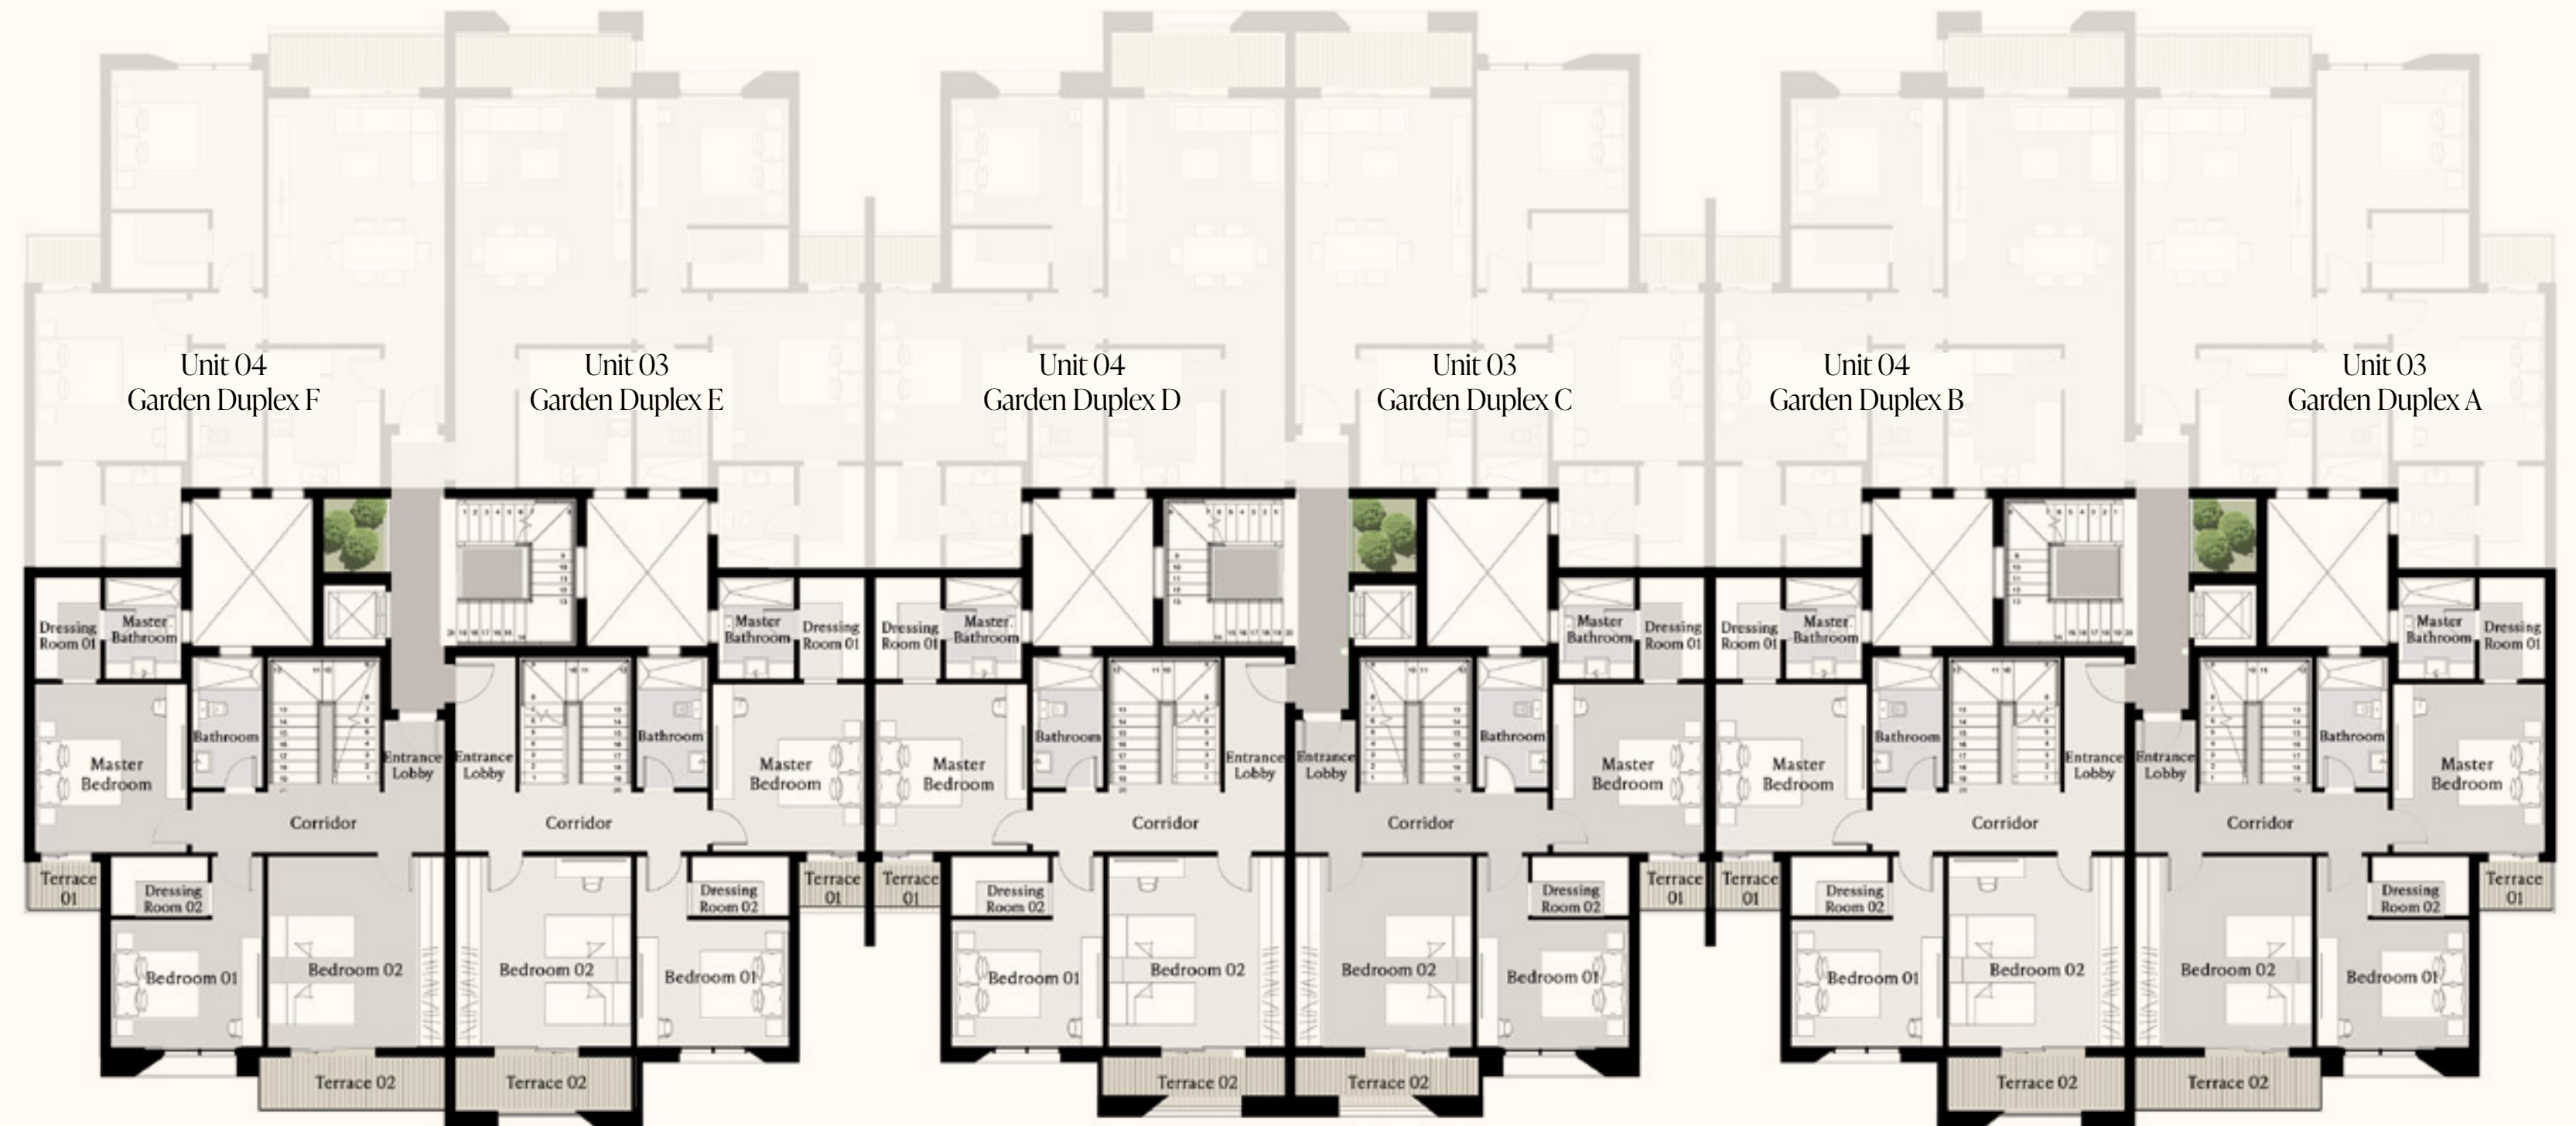 Unit 04
Garden Duplex F
Unit 03
Garden Duplex E
Unit 04
Garden Duplex D
Unit 03
Garden Duplex C
Unit 04
Garden Duplex B
Unit 03
Garden Duplex A
Dressing
Room 01
Master
Bathroom
Master
Bathroom
Dressing
Room 01
Dressing
Room 01
Master
Bathroom
Master
Bathroom
Dressing
Room 01
Dressing
Room 01
Master
Bathroom
Master
Bathroom
Dressing
Room 01
Master
Bedroom
Bathroom
Entrance
Lobby
Entrance
Lobby
Bathroom
Master
Bedroom
Master
Bedroom
Bathroom
Entrance
Lobby
Entrance
Lobby
Bathroom
Master
Bedroom
Master
Bedroom
Bathroom
Entrance
Lobby
Entrance
Lobby
Bathroom
Master
Bedroom
Corridor
Corridor
Corridor
Corridor
Corridor
Corridor
Terrace
01
Dressing
Room 02
Dressing
Room 02
Terrace
01
Terrace
01
Dressing
Room 02
Dressing
Room 02
Terrace
01
Terrace
01
Dressing
Room 02
Dressing
Room 02
Terrace
01
Bedroom 01
Bedroom 02
Bedroom 02
Bedroom 01
Bedroom 01
Bedroom 02
Bedroom 02
Bedroom 01
Bedroom 01
Bedroom 02
Bedroom 02
Bedroom 01
Terrace 02
Terrace 02
Terrace 02
Terrace 02
Terrace 02
Terrace 02